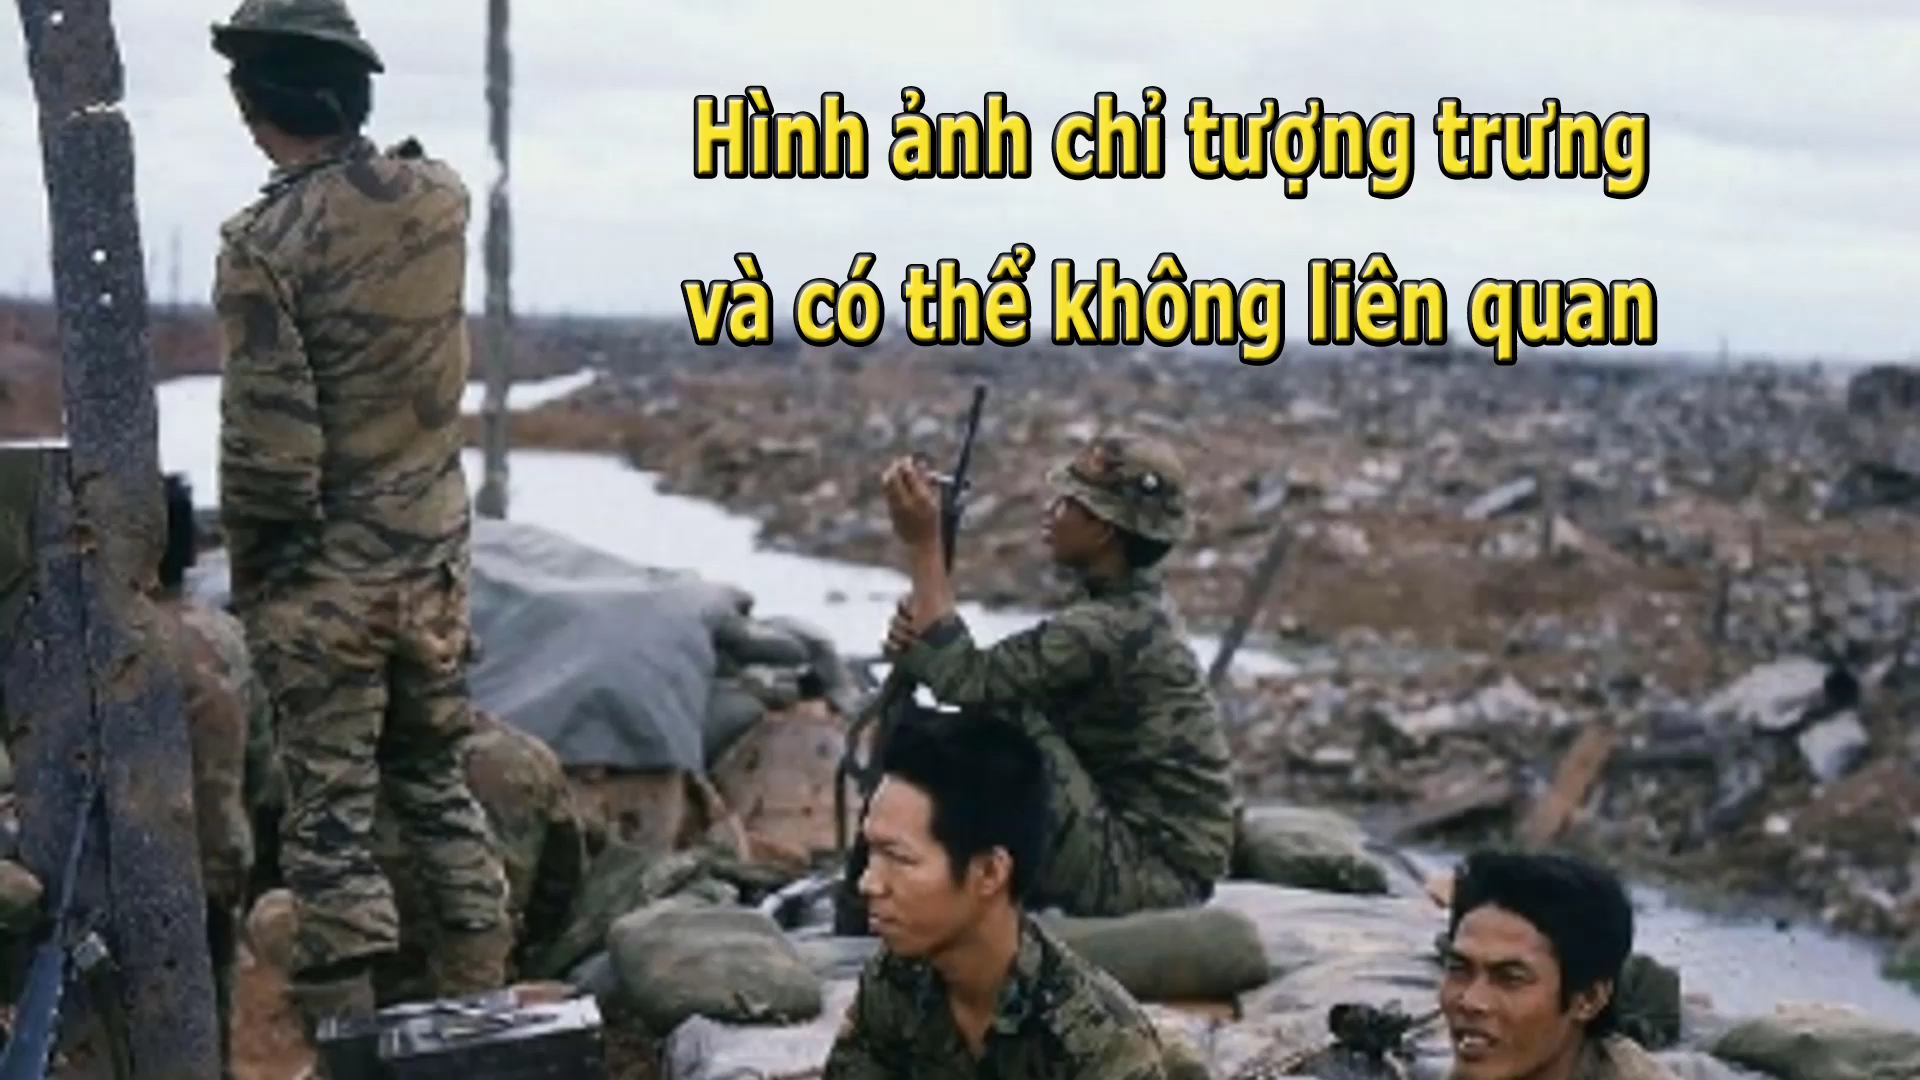 Hình ảnh chỉ tượng trưng
và có thể không liên quan